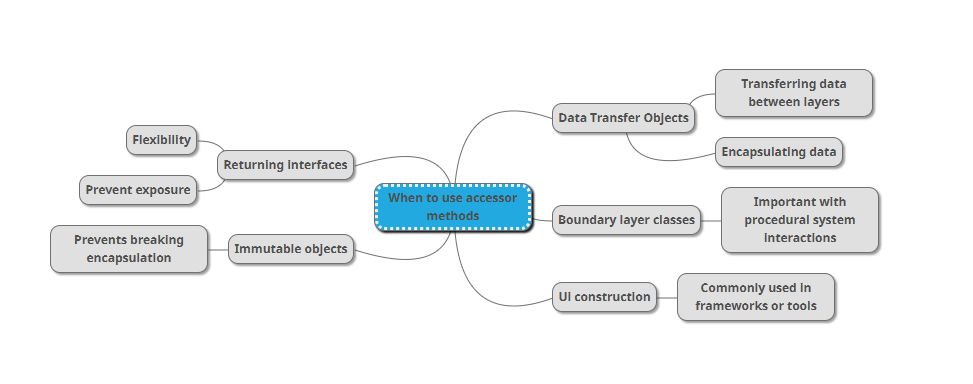 Transferring data
between layers
Data Transfer Objects
Flexibility
Encapsulating data
Returning interfaces
Prevent exposure
When to use accessor
methods
Important with
procedural system
interactions
Boundary layer classes
Prevents breaking
encapsulation
Immutable objects
Commonly used in
frameworks or tools
UI construction